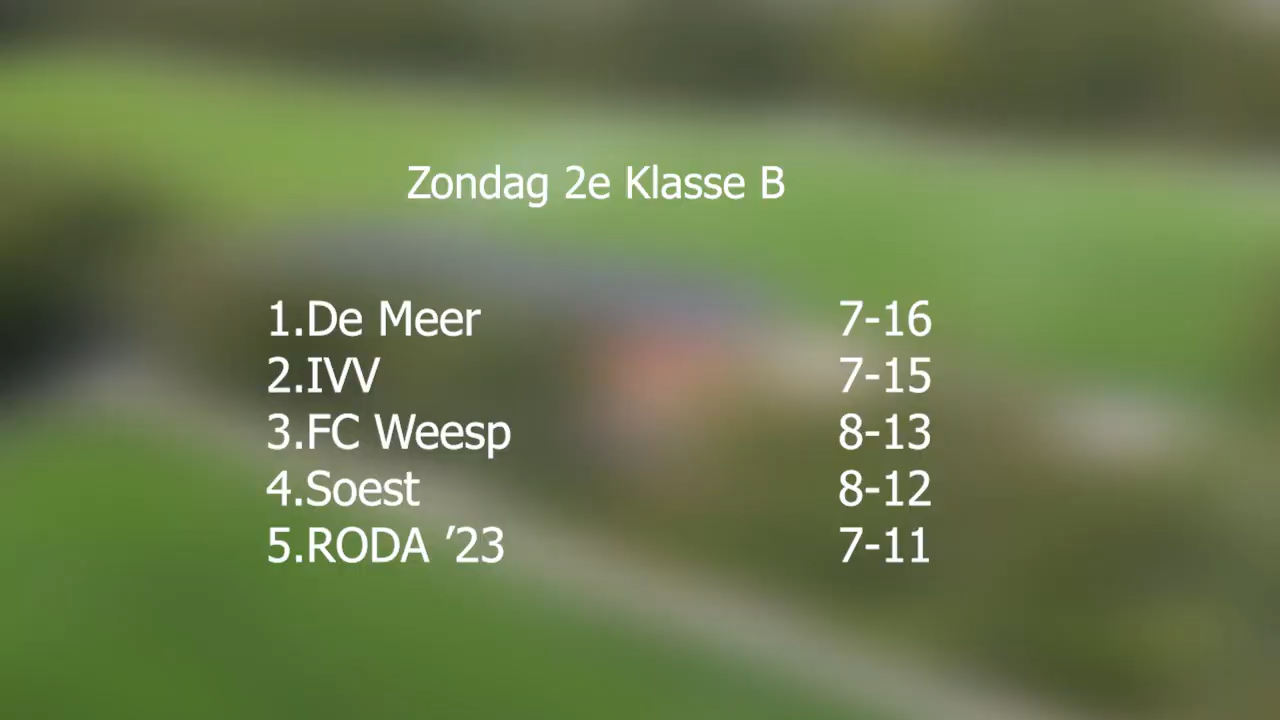 Zondag 2e Klasse B
1.De Meer 7-16
2.IVV 7-15
3.FC Weesp 8-13
4.Soest 8-12
5.RODA ’23 7-11